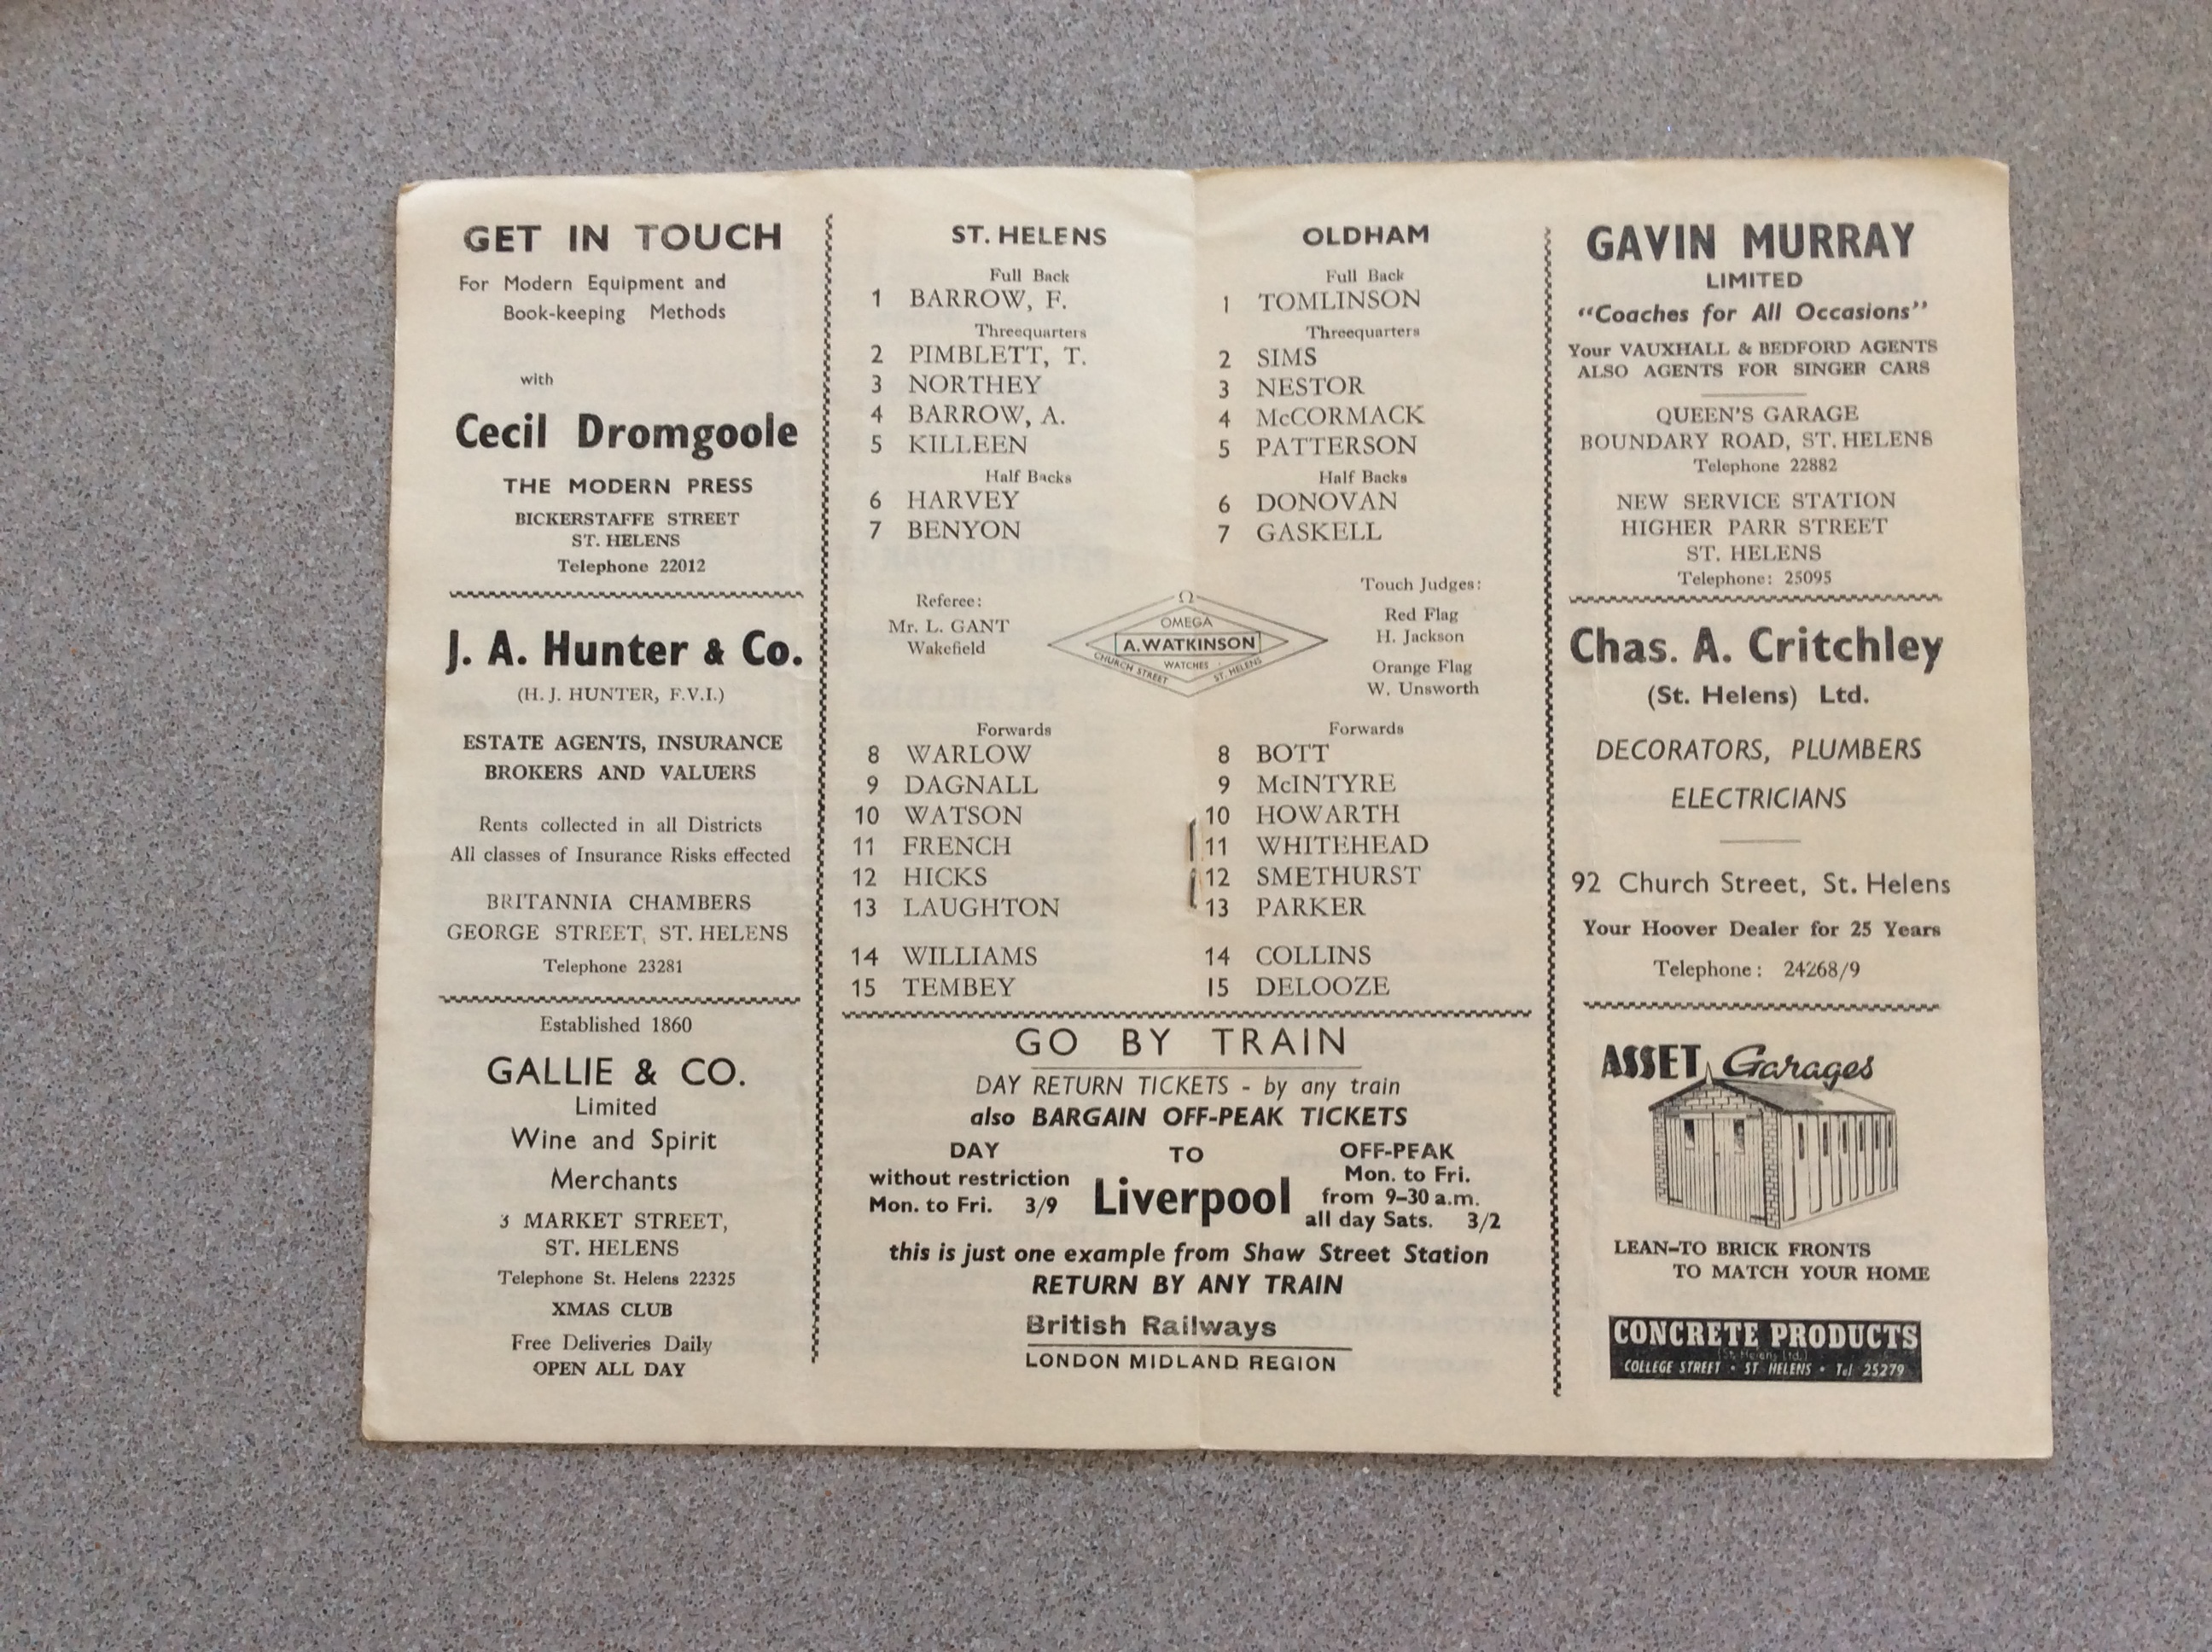 GET IN TOUCH
For Modern Equipment and
Book-keeping Methods
with
Cecil Dromgoole
THE MODERN PRESS
BICKERSTAFFE STREET
ST. HELENS
Telephone 22012
J. A. Hunter & Co.
(H. J. HUNTER, F.V.I.)
ESTATE AGENTS, INSURANCE
BROKERS AND VALUERS
Rents collected in all Districts
All classes of Insurance Risks effected
BRITANNIA CHAMBERS
GEORGE STREET, ST. HELENS
Telephone 23281
Established 1860
GALLIE & CO.
Limited
Wine and Spirit
Merchants
3 MARKET STREET,
ST. HELENS
Telephone St. Helens 22325
XMAS CLUB
Free Deliveries Daily
OPEN ALL DAY
ST. HELENS
Full Back
1 BARROW, F.
Threequarters
2 PIMBLETT, T.
3 NORTHEY
4 BARROW, A.
5 KILLEEN
Half Backs
6 HARVEY
7 BENYON
Referee:
Mr. L. GANT
Wakefield
Forwards
8 WARLOW
9 DAGNALL
10 WATSON
11 FRENCH
12 HICKS
13 LAUGHTON
14 WILLIAMS
15 TEMBEY
Ω
OMEGA
A. WATKINSON
WATCHES
CHURCH STREET ST. HELENS
OLDHAM
Full Back
1 TOMLINSON
Threequarters
2 SIMS
3 NESTOR
4 McCORMACK
5 PATTERSON
Half Backs
6 DONOVAN
7 GASKELL
Touch Judges:
Red Flag
H. Jackson
Orange Flag
W. Unsworth
Forwards
8 BOTT
9 McINTYRE
10 HOWARTH
11 WHITEHEAD
12 SMETHURST
13 PARKER
14 COLLINS
15 DELOOZE
GO BY TRAIN
DAY RETURN TICKETS - by any train
also BARGAIN OFF-PEAK TICKETS
DAY
without restriction
Mon. to Fri. 3/9
TO
Liverpool
OFF-PEAK
Mon. to Fri.
from 9-30 a.m.
all day Sats. 3/2
this is just one example from Shaw Street Station
RETURN BY ANY TRAIN
British Railways
LONDON MIDLAND REGION
GAVIN MURRAY
LIMITED
"Coaches for All Occasions"
Your VAUXHALL & BEDFORD AGENTS
ALSO AGENTS FOR SINGER CARS
QUEEN'S GARAGE
BOUNDARY ROAD, ST. HELENS
Telephone 22882
NEW SERVICE STATION
HIGHER PARR STREET
ST. HELENS
Telephone: 25095
Chas. A. Critchley
(St. Helens) Ltd.
DECORATORS, PLUMBERS
ELECTRICIANS
92 Church Street, St. Helens
Your Hoover Dealer for 25 Years
Telephone: 24268/9
ASSET Garages
LEAN-TO BRICK FRONTS
TO MATCH YOUR HOME
CONCRETE PRODUCTS
(St. Helens Ltd.)
COLLEGE STREET • ST HELENS • Tel 25279